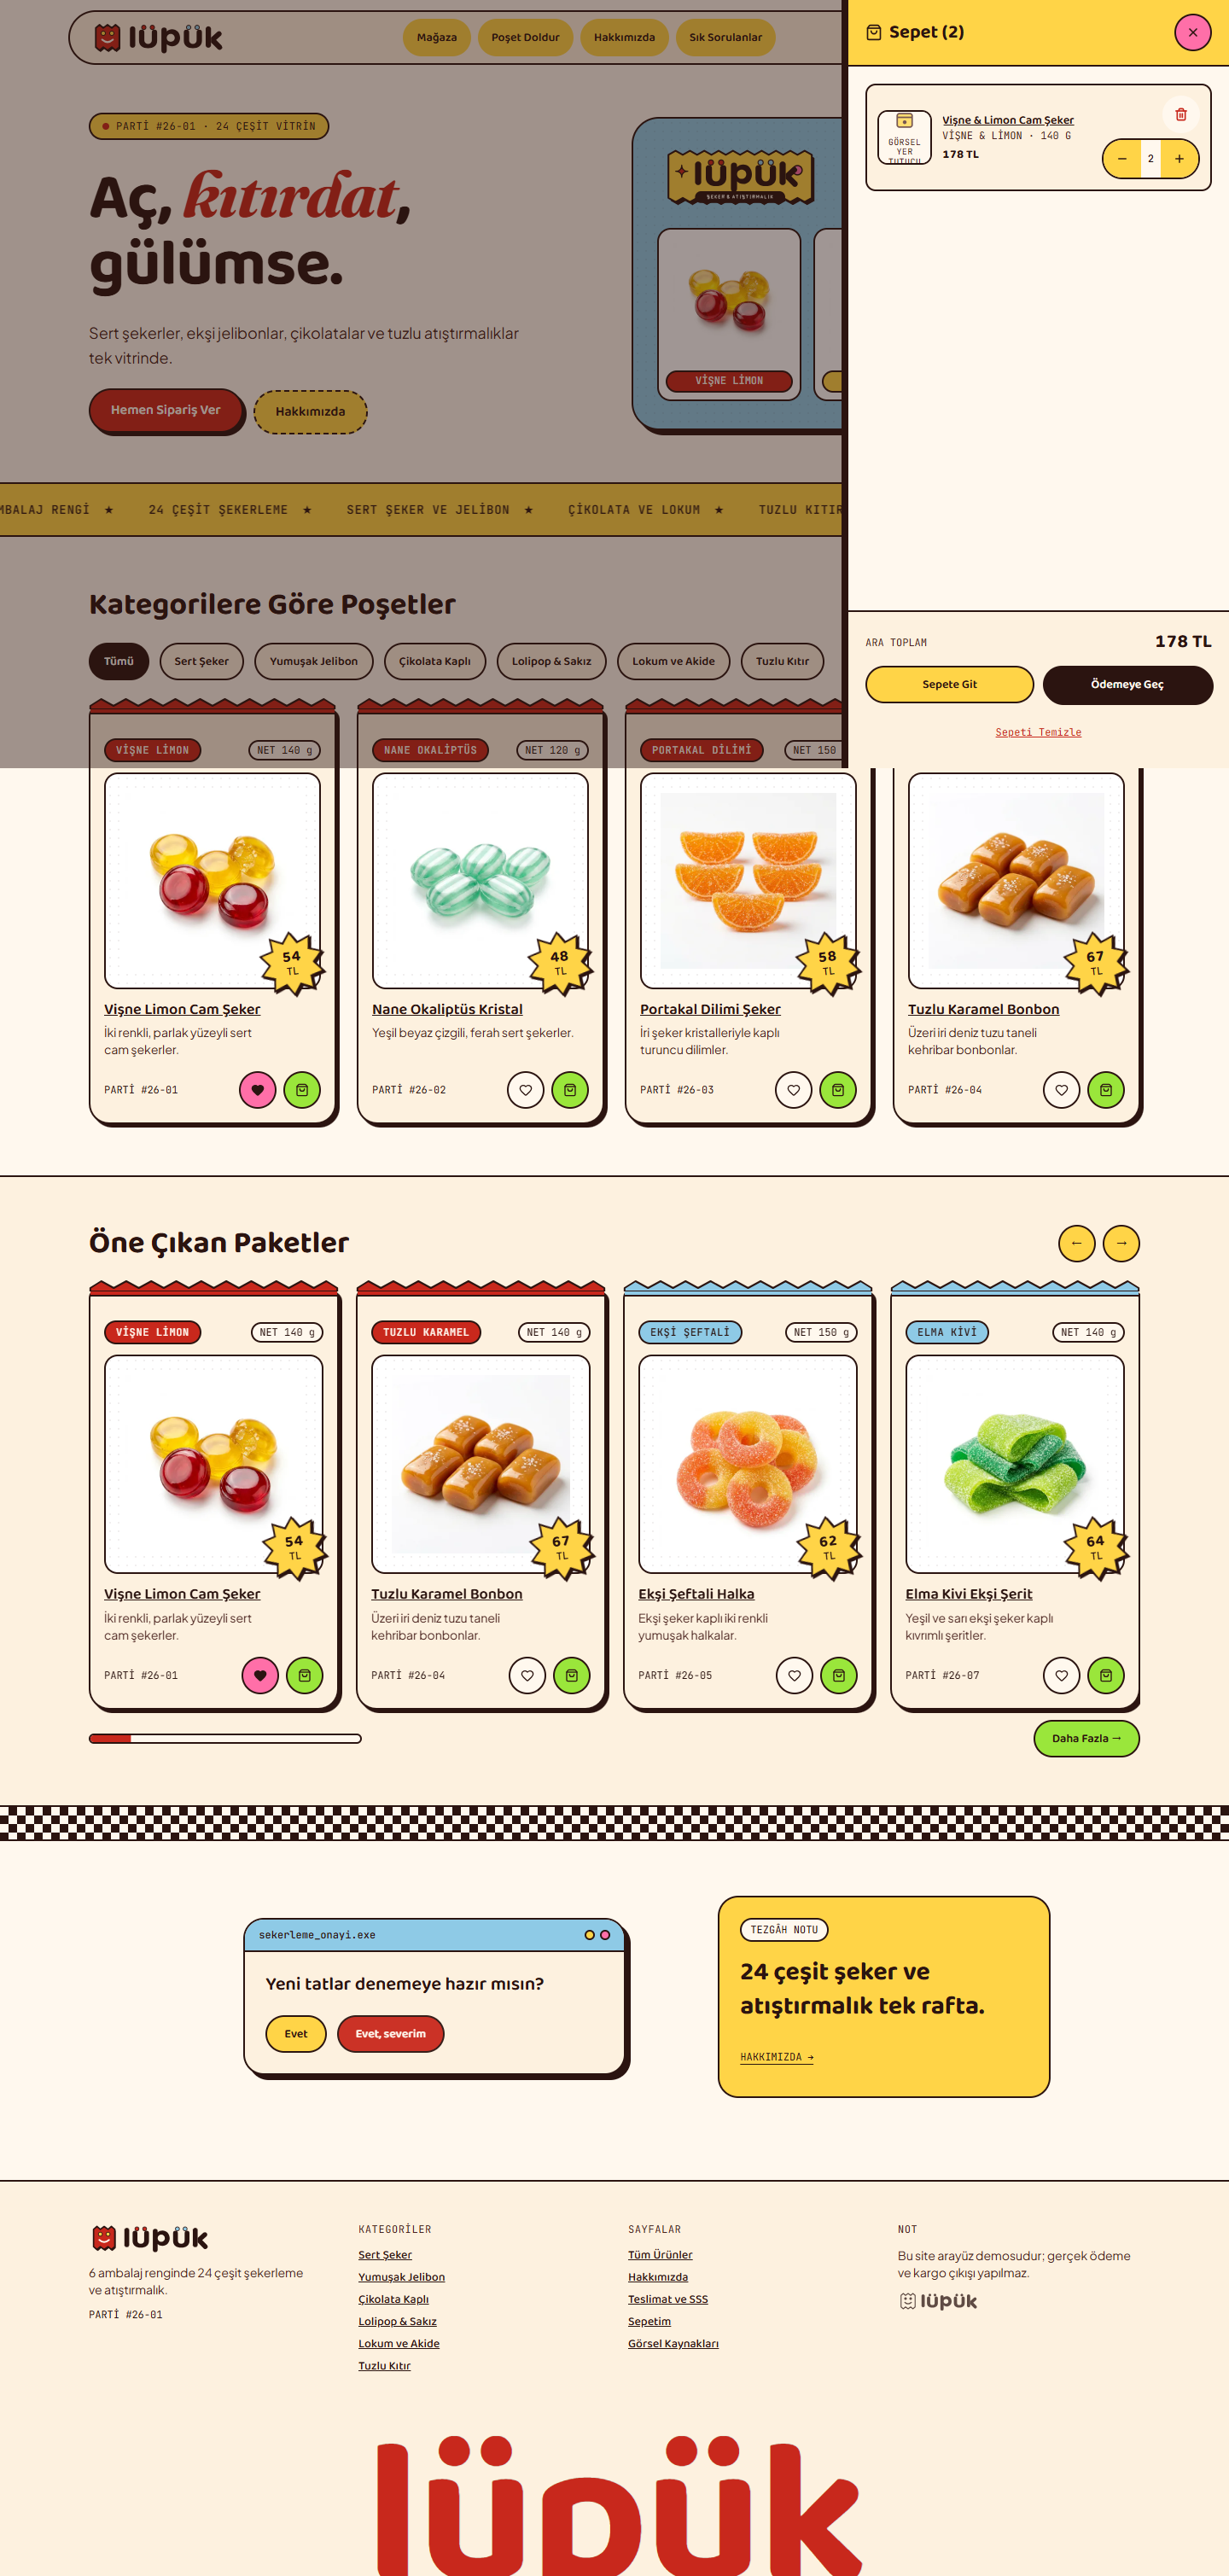 lüpük
Mağaza
Poşet Doldur
Hakkımızda
Sık Sorulanlar
PARTİ #26-01 · 24 ÇEŞİT VİTRİN
Aç, kıtırdat,
gülümse.
Sert şekerler, ekşi jelibonlar, çikolatalar ve tuzlu atıştırmalıklar
tek vitrinde.
Hemen Sipariş Ver
Hakkımızda
lüpük
ŞEKER & ATIŞTIRMALIK
VİŞNE LİMON
Sepet (2)
GÖRSEL
YER
TUTUCU
Vişne & Limon Cam Şeker
VİŞNE & LİMON · 140 G
178 TL
− 2 +
ARA TOPLAM
178 TL
Sepete Git
Ödemeye Geç
Sepeti Temizle
MBALAJ RENGİ ★ 24 ÇEŞİT ŞEKERLEME ★ SERT ŞEKER VE JELİBON ★ ÇİKOLATA VE LOKUM ★ TUZLU KITIR
Kategorilere Göre Poşetler
Tümü
Sert Şeker
Yumuşak Jelibon
Çikolata Kaplı
Lolipop & Sakız
Lokum ve Akide
Tuzlu Kıtır
VİŞNE LİMON
NET 140 g
54
TL
Vişne Limon Cam Şeker
İki renkli, parlak yüzeyli sert
cam şekerler.
PARTİ #26-01
NANE OKALİPTÜS
NET 120 g
48
TL
Nane Okaliptüs Kristal
Yeşil beyaz çizgili, ferah sert şekerler.
PARTİ #26-02
PORTAKAL DİLİMİ
NET 150
58
TL
Portakal Dilimi Şeker
İri şeker kristalleriyle kaplı
turuncu dilimler.
PARTİ #26-03
67
TL
Tuzlu Karamel Bonbon
Üzeri iri deniz tuzu taneli
kehribar bonbonlar.
PARTİ #26-04
Öne Çıkan Paketler
← →
VİŞNE LİMON
NET 140 g
54
TL
Vişne Limon Cam Şeker
İki renkli, parlak yüzeyli sert
cam şekerler.
PARTİ #26-01
TUZLU KARAMEL
NET 140 g
67
TL
Tuzlu Karamel Bonbon
Üzeri iri deniz tuzu taneli
kehribar bonbonlar.
PARTİ #26-04
EKŞİ ŞEFTALİ
NET 150 g
62
TL
Ekşi Şeftali Halka
Ekşi şeker kaplı iki renkli
yumuşak halkalar.
PARTİ #26-05
ELMA KİVİ
NET 140 g
64
TL
Elma Kivi Ekşi Şerit
Yeşil ve sarı ekşi şeker kaplı
kıvrımlı şeritler.
PARTİ #26-07
Daha Fazla →
sekerleme_onayi.exe
Yeni tatlar denemeye hazır mısın?
Evet
Evet, severim
TEZGÂH NOTU
24 çeşit şeker ve
atıştırmalık tek rafta.
HAKKIMIZDA →
lüpük
6 ambalaj renginde 24 çeşit şekerleme
ve atıştırmalık.
PARTİ #26-01
KATEGORİLER
Sert Şeker
Yumuşak Jelibon
Çikolata Kaplı
Lolipop & Sakız
Lokum ve Akide
Tuzlu Kıtır
SAYFALAR
Tüm Ürünler
Hakkımızda
Teslimat ve SSS
Sepetim
Görsel Kaynakları
NOT
Bu site arayüz demosudur; gerçek ödeme
ve kargo çıkışı yapılmaz.
lüpük
lüpük